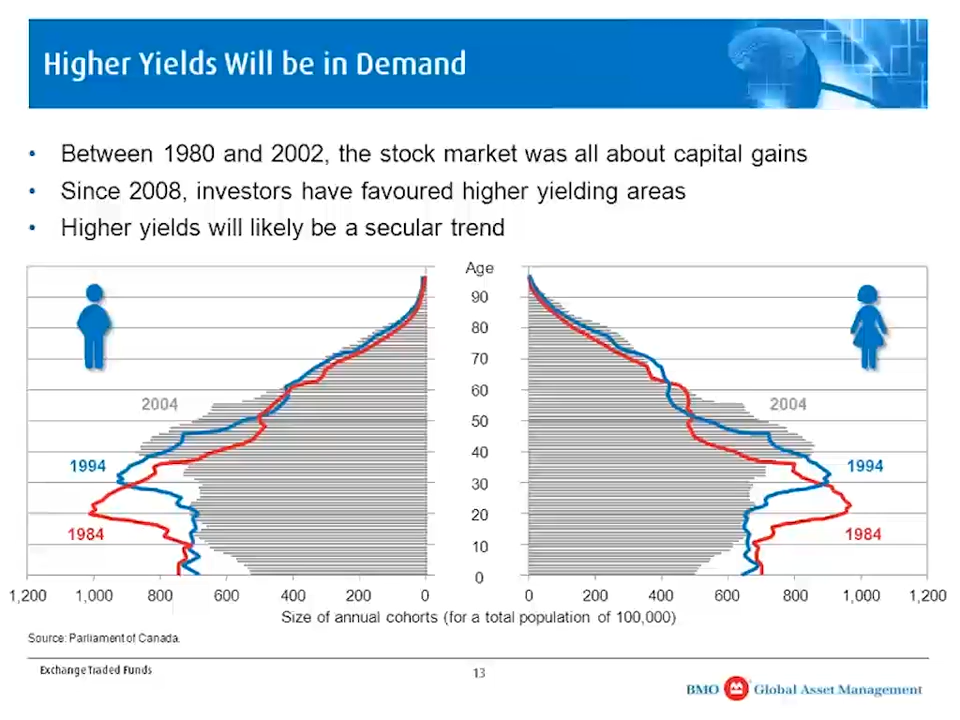 Higher Yields Will be in Demand
• Between 1980 and 2002, the stock market was all about capital gains
• Since 2008, investors have favoured higher yielding areas
• Higher yields will likely be a secular trend
Age
90
80
70
60
50
40
30
20
10
0
2004
1994
1984
2004
1994
1984
1,200 1,000 800 600 400 200 0
0 200 400 600 800 1,000 1,200
Size of annual cohorts (for a total population of 100,000)
Source: Parliament of Canada.
Exchange Traded Funds
13
BMO Global Asset Management